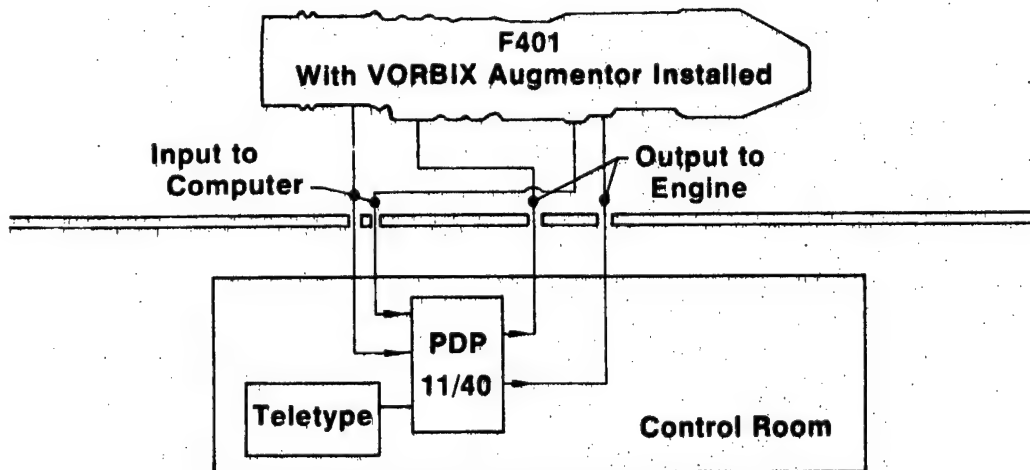 F401
With VORBIX Augmentor Installed
Input to
Computer
Output to
Engine
PDP
11/40
Teletype
Control Room